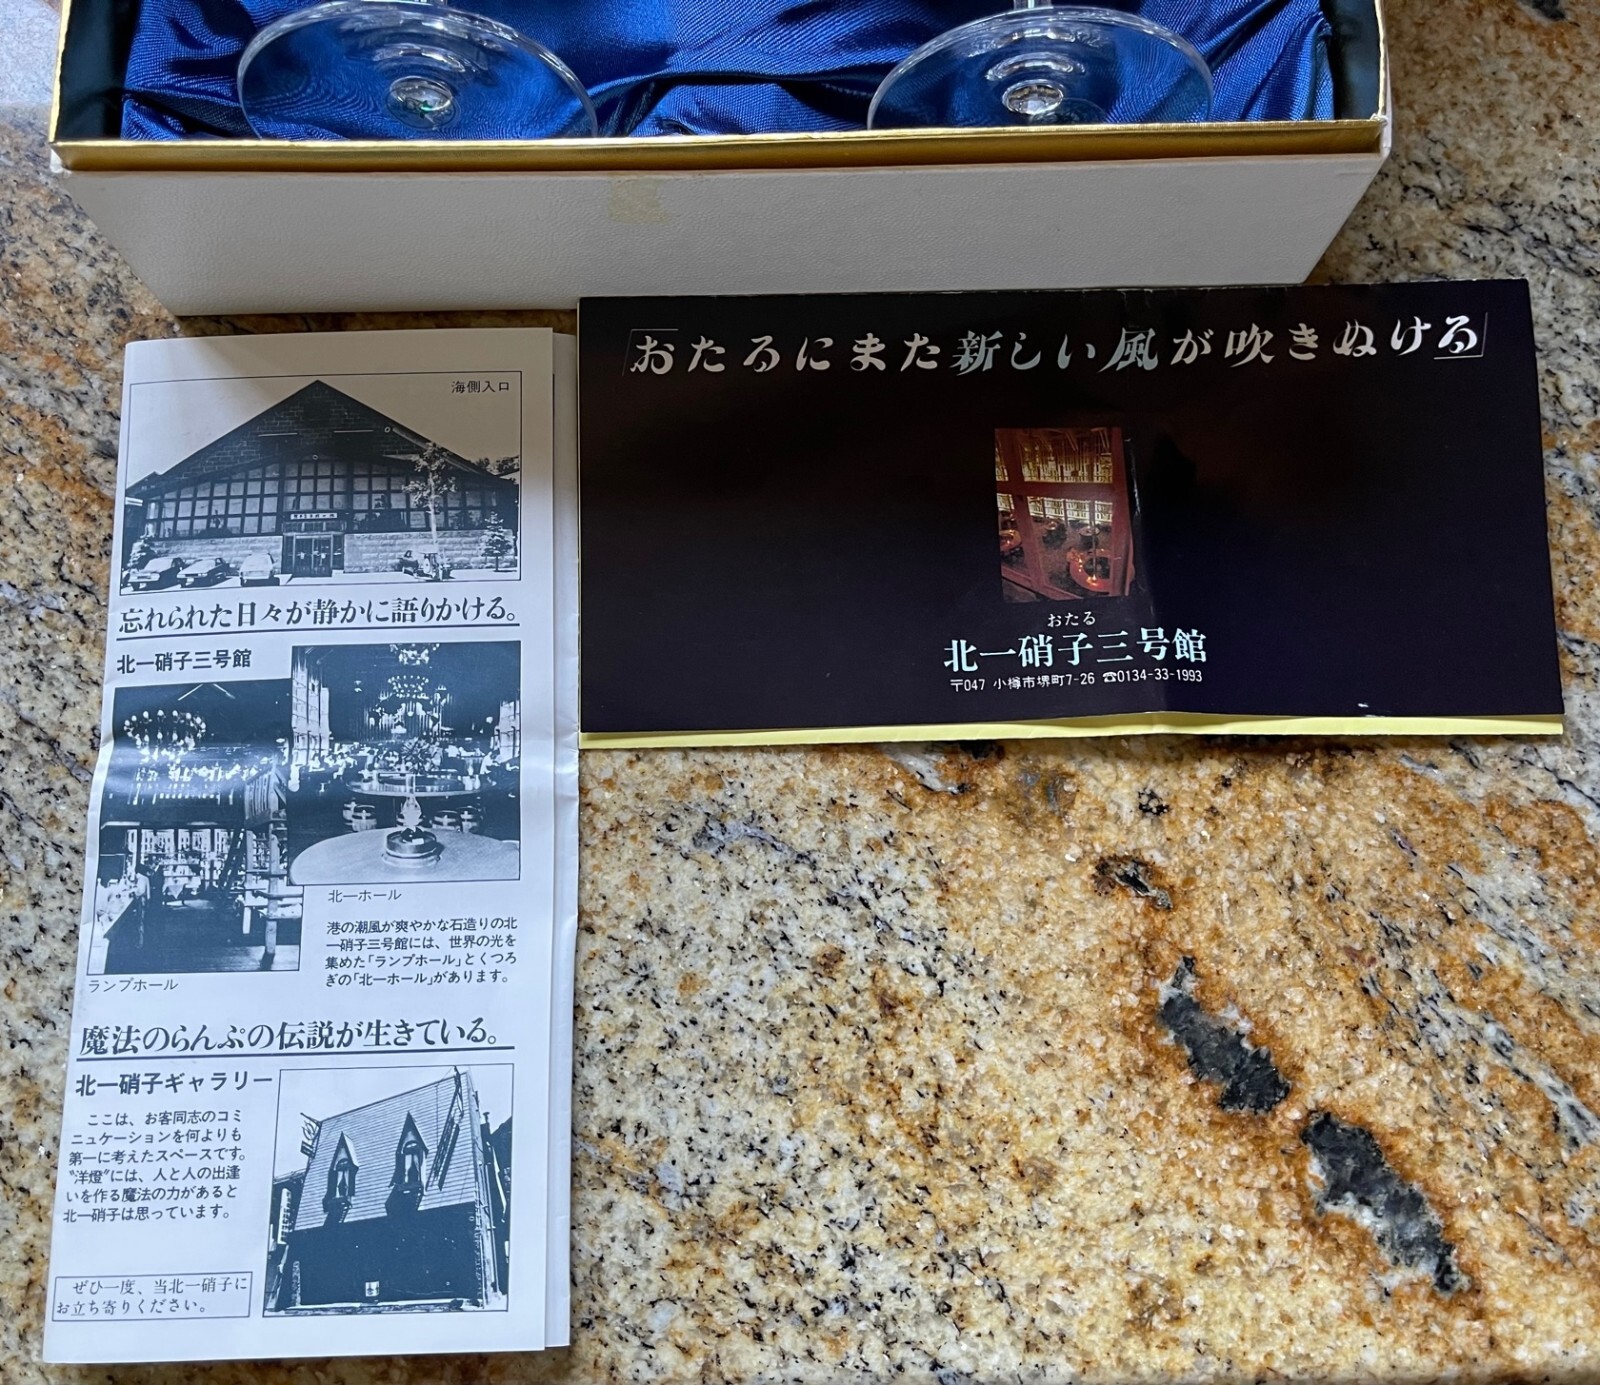 海側入口
忘れられた日々が静かに語りかける。
北一硝子三号館
北一ホール
港の潮風が爽やかな石造りの北
一硝子三号館には、世界の光を
集めた「ランプホール」とくつろ
ぎの「北一ホール」があります。
ランプホール
魔法のらんぷの伝説が生きている。
北一硝子ギャラリー
ここは、お客同志のコミ
ニュケーションを何よりも
第一に考えたスペースです。
〝洋燈〟には、人と人の出逢
いを作る魔法の力があると
北一硝子は思っています。
ぜひ一度、当北一硝子に
お立ち寄りください。
「おたるにまた新しい風が吹きぬける」
おたる
北一硝子三号館
〒047 小樽市堺町7-26 ☎0134-33-1993